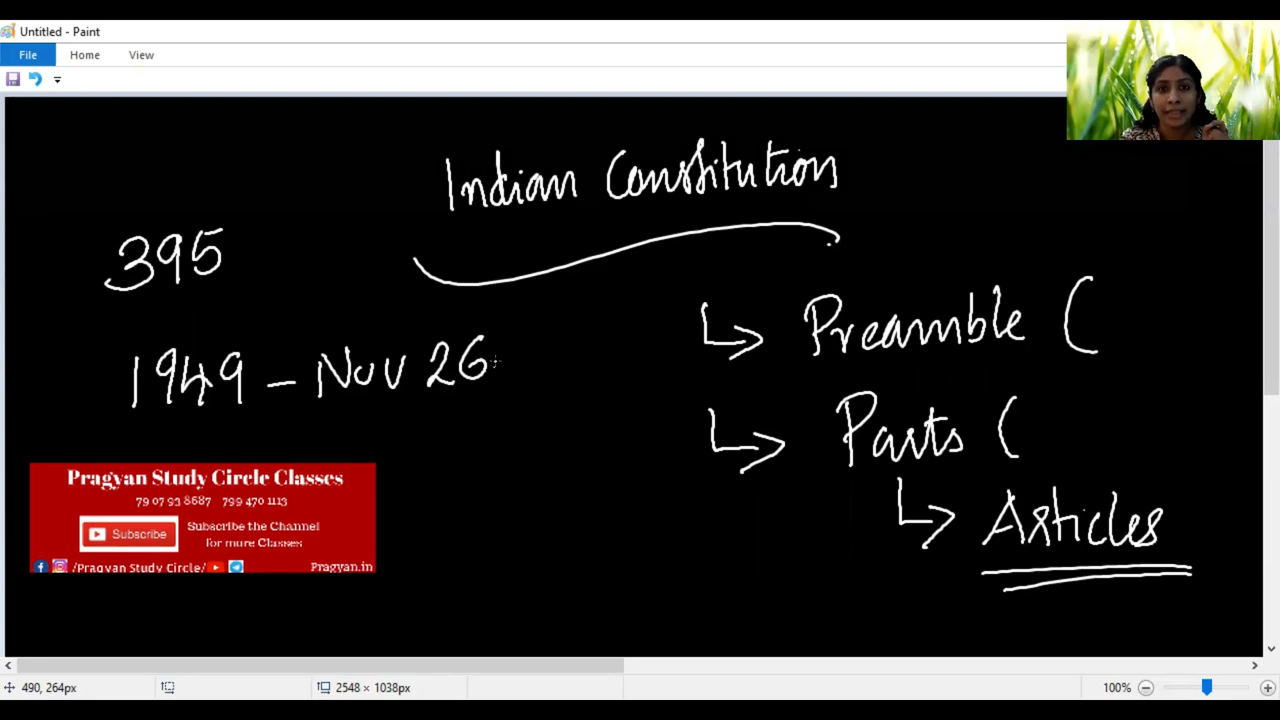 Untitled - Paint
File Home View
Indian Constitution
395
Preamble (
1949 - Nov 26
Parts (
Articles
Pragyan Study Circle Classes
79 07 93 8687 799 470 1113
Subscribe
Subscribe the Channel
for more Classes
/Pragyan Study Circle/
Pragyan.in
490, 264px
2548 × 1038px
100%